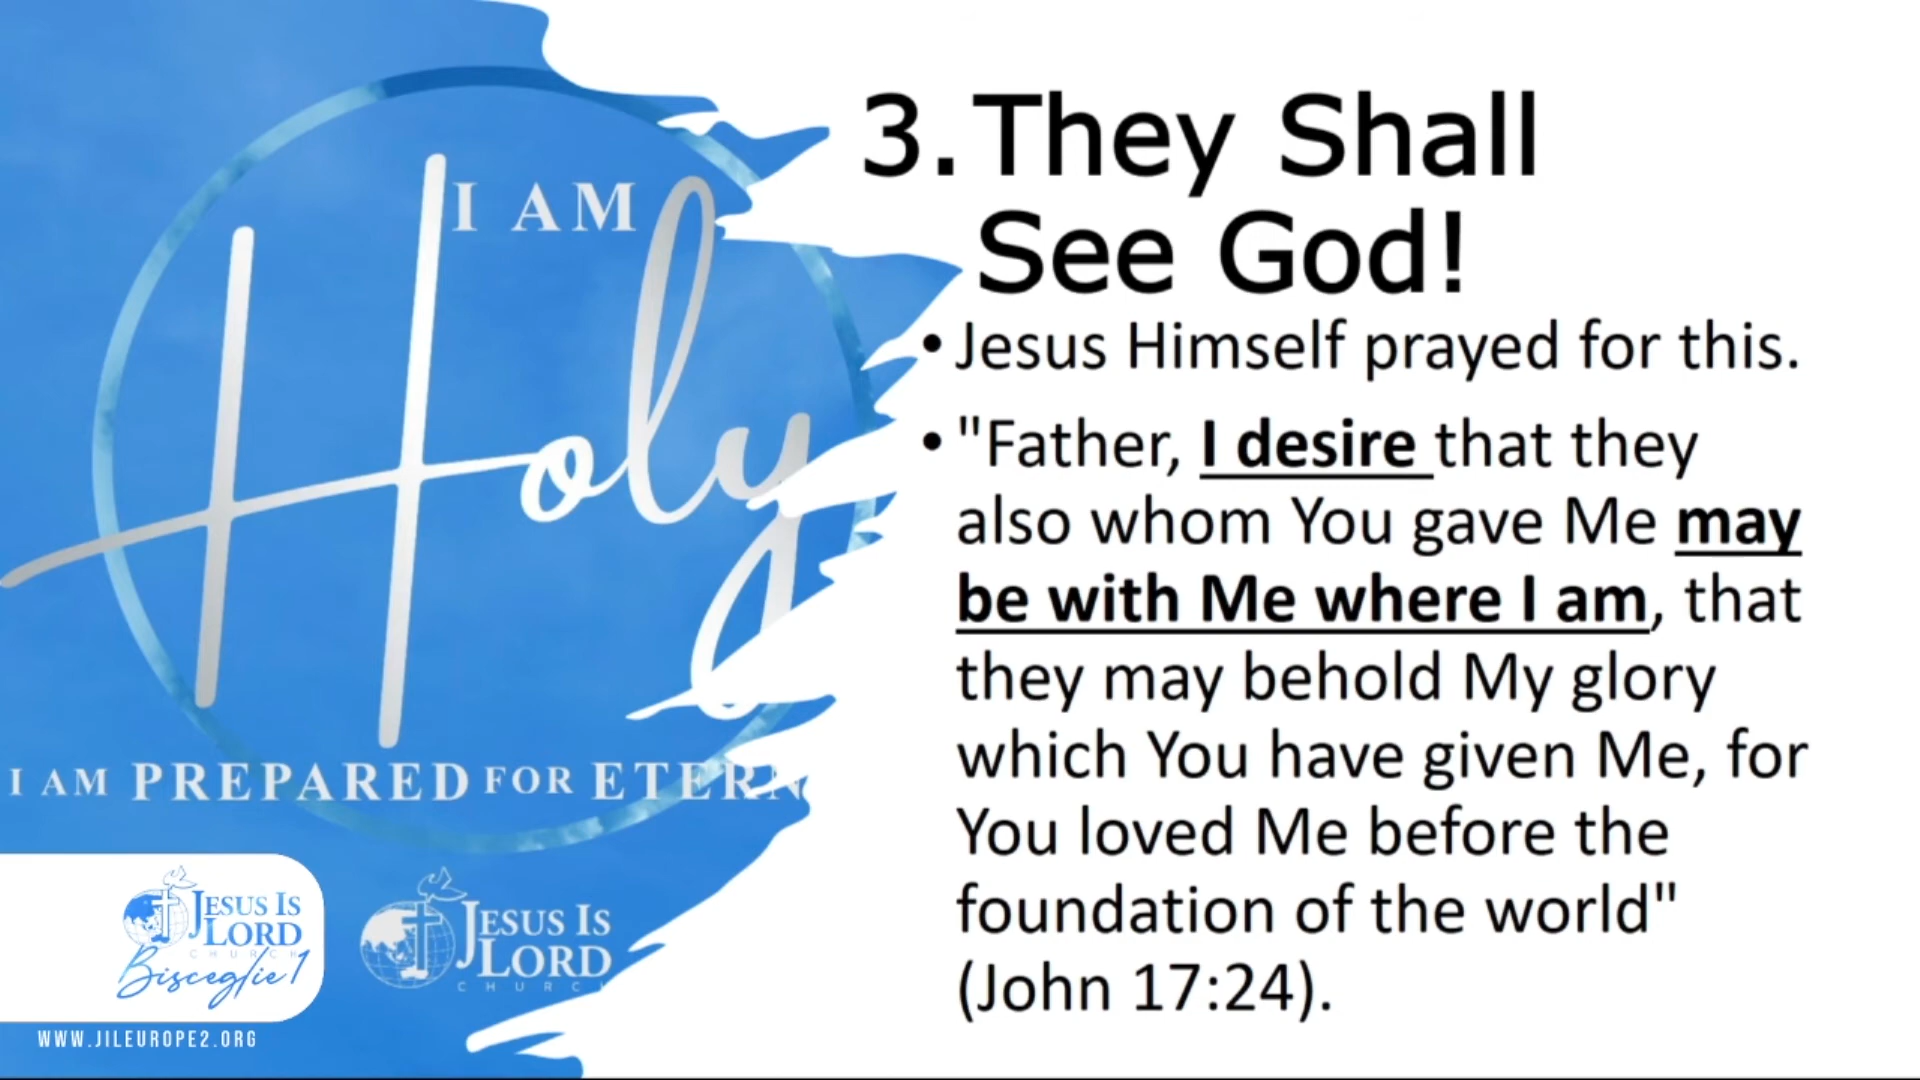 I AM
Holy
I AM PREPARED FOR ETERN
JESUS IS
LORD
CHURCH
Bisceglie 1
JESUS IS
LORD
CHURC
WWW.JILEUROPE2.ORG
3. They Shall
See God!
• Jesus Himself prayed for this.
• "Father, I desire that they
also whom You gave Me may
be with Me where I am, that
they may behold My glory
which You have given Me, for
You loved Me before the
foundation of the world"
(John 17:24).